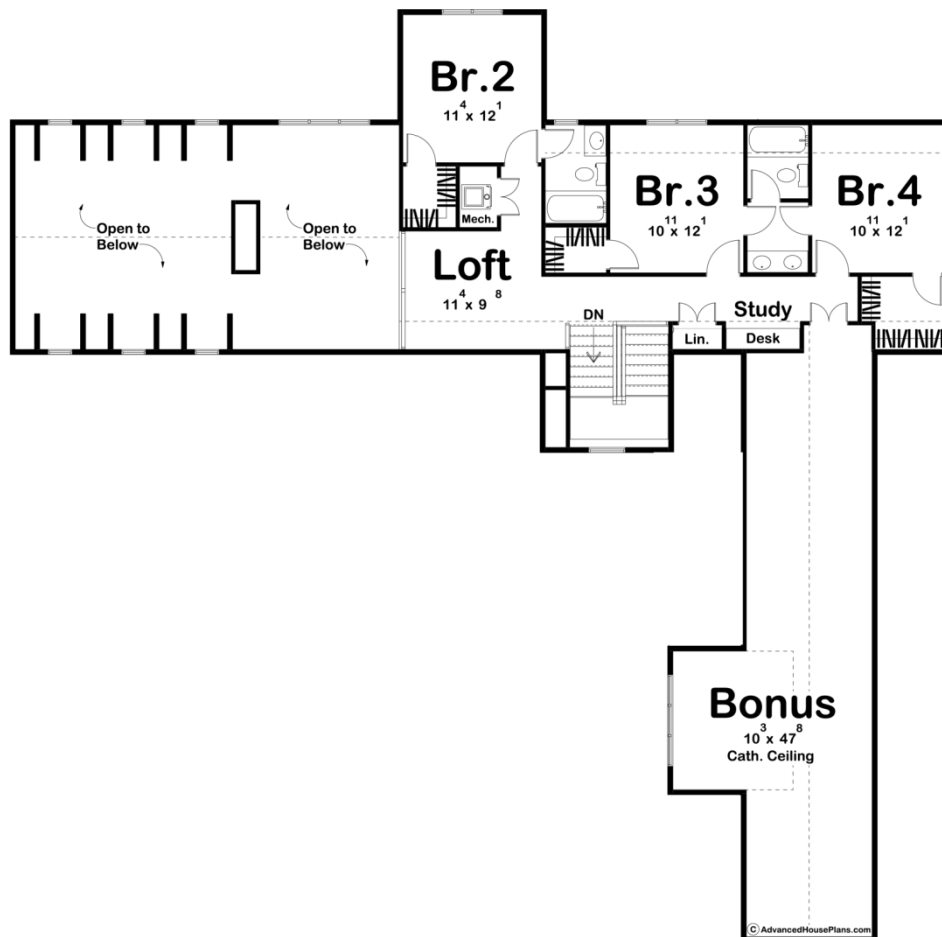 Br.2
11⁴ x 12¹
Br.3
10¹¹ x 12¹
Br.4
10¹¹ x 12¹
Mech.
Open to
Below
Open to
Below
Loft
11⁴ x 9⁸
DN
Study
Lin.
Desk
Bonus
10³ x 47⁸
Cath. Ceiling
© AdvancedHousePlans.com